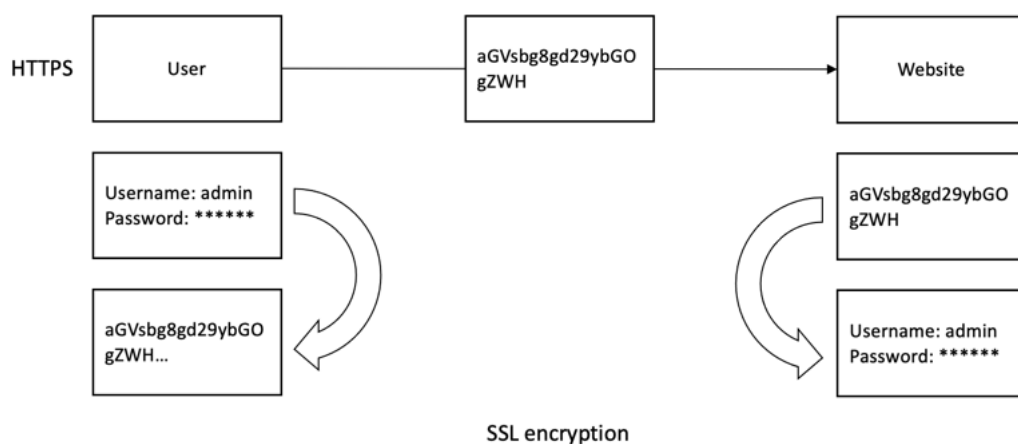 HTTPS
User
aGVsbg8gd29ybGO
gZWH
Website
Username: admin
Password: ******
aGVsbg8gd29ybGO
gZWH
aGVsbg8gd29ybGO
gZWH...
Username: admin
Password: ******
SSL encryption